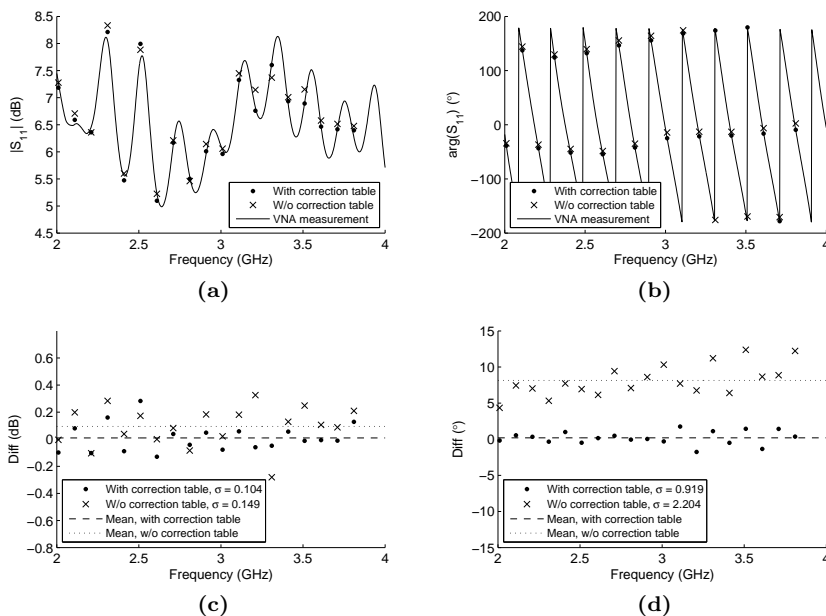 8.5
8
7.5
7
6.5
6
5.5
5
4.5
|S11| (dB)
With correction table
W/o correction table
VNA measurement
2 2.5 3 3.5 4
Frequency (GHz)
(a)
200
100
0
−100
−200
arg(S11) (°)
With correction table
W/o correction table
VNA measurement
2 2.5 3 3.5 4
Frequency (GHz)
(b)
0.6
0.4
0.2
0
−0.2
−0.4
−0.6
−0.8
Diff (dB)
With correction table, σ = 0.104
W/o correction table, σ = 0.149
Mean, with correction table
Mean, w/o correction table
2 2.5 3 3.5 4
Frequency (GHz)
(c)
15
10
5
0
−5
−10
−15
Diff (°)
With correction table, σ = 0.919
W/o correction table, σ = 2.204
Mean, with correction table
Mean, w/o correction table
2 2.5 3 3.5 4
Frequency (GHz)
(d)